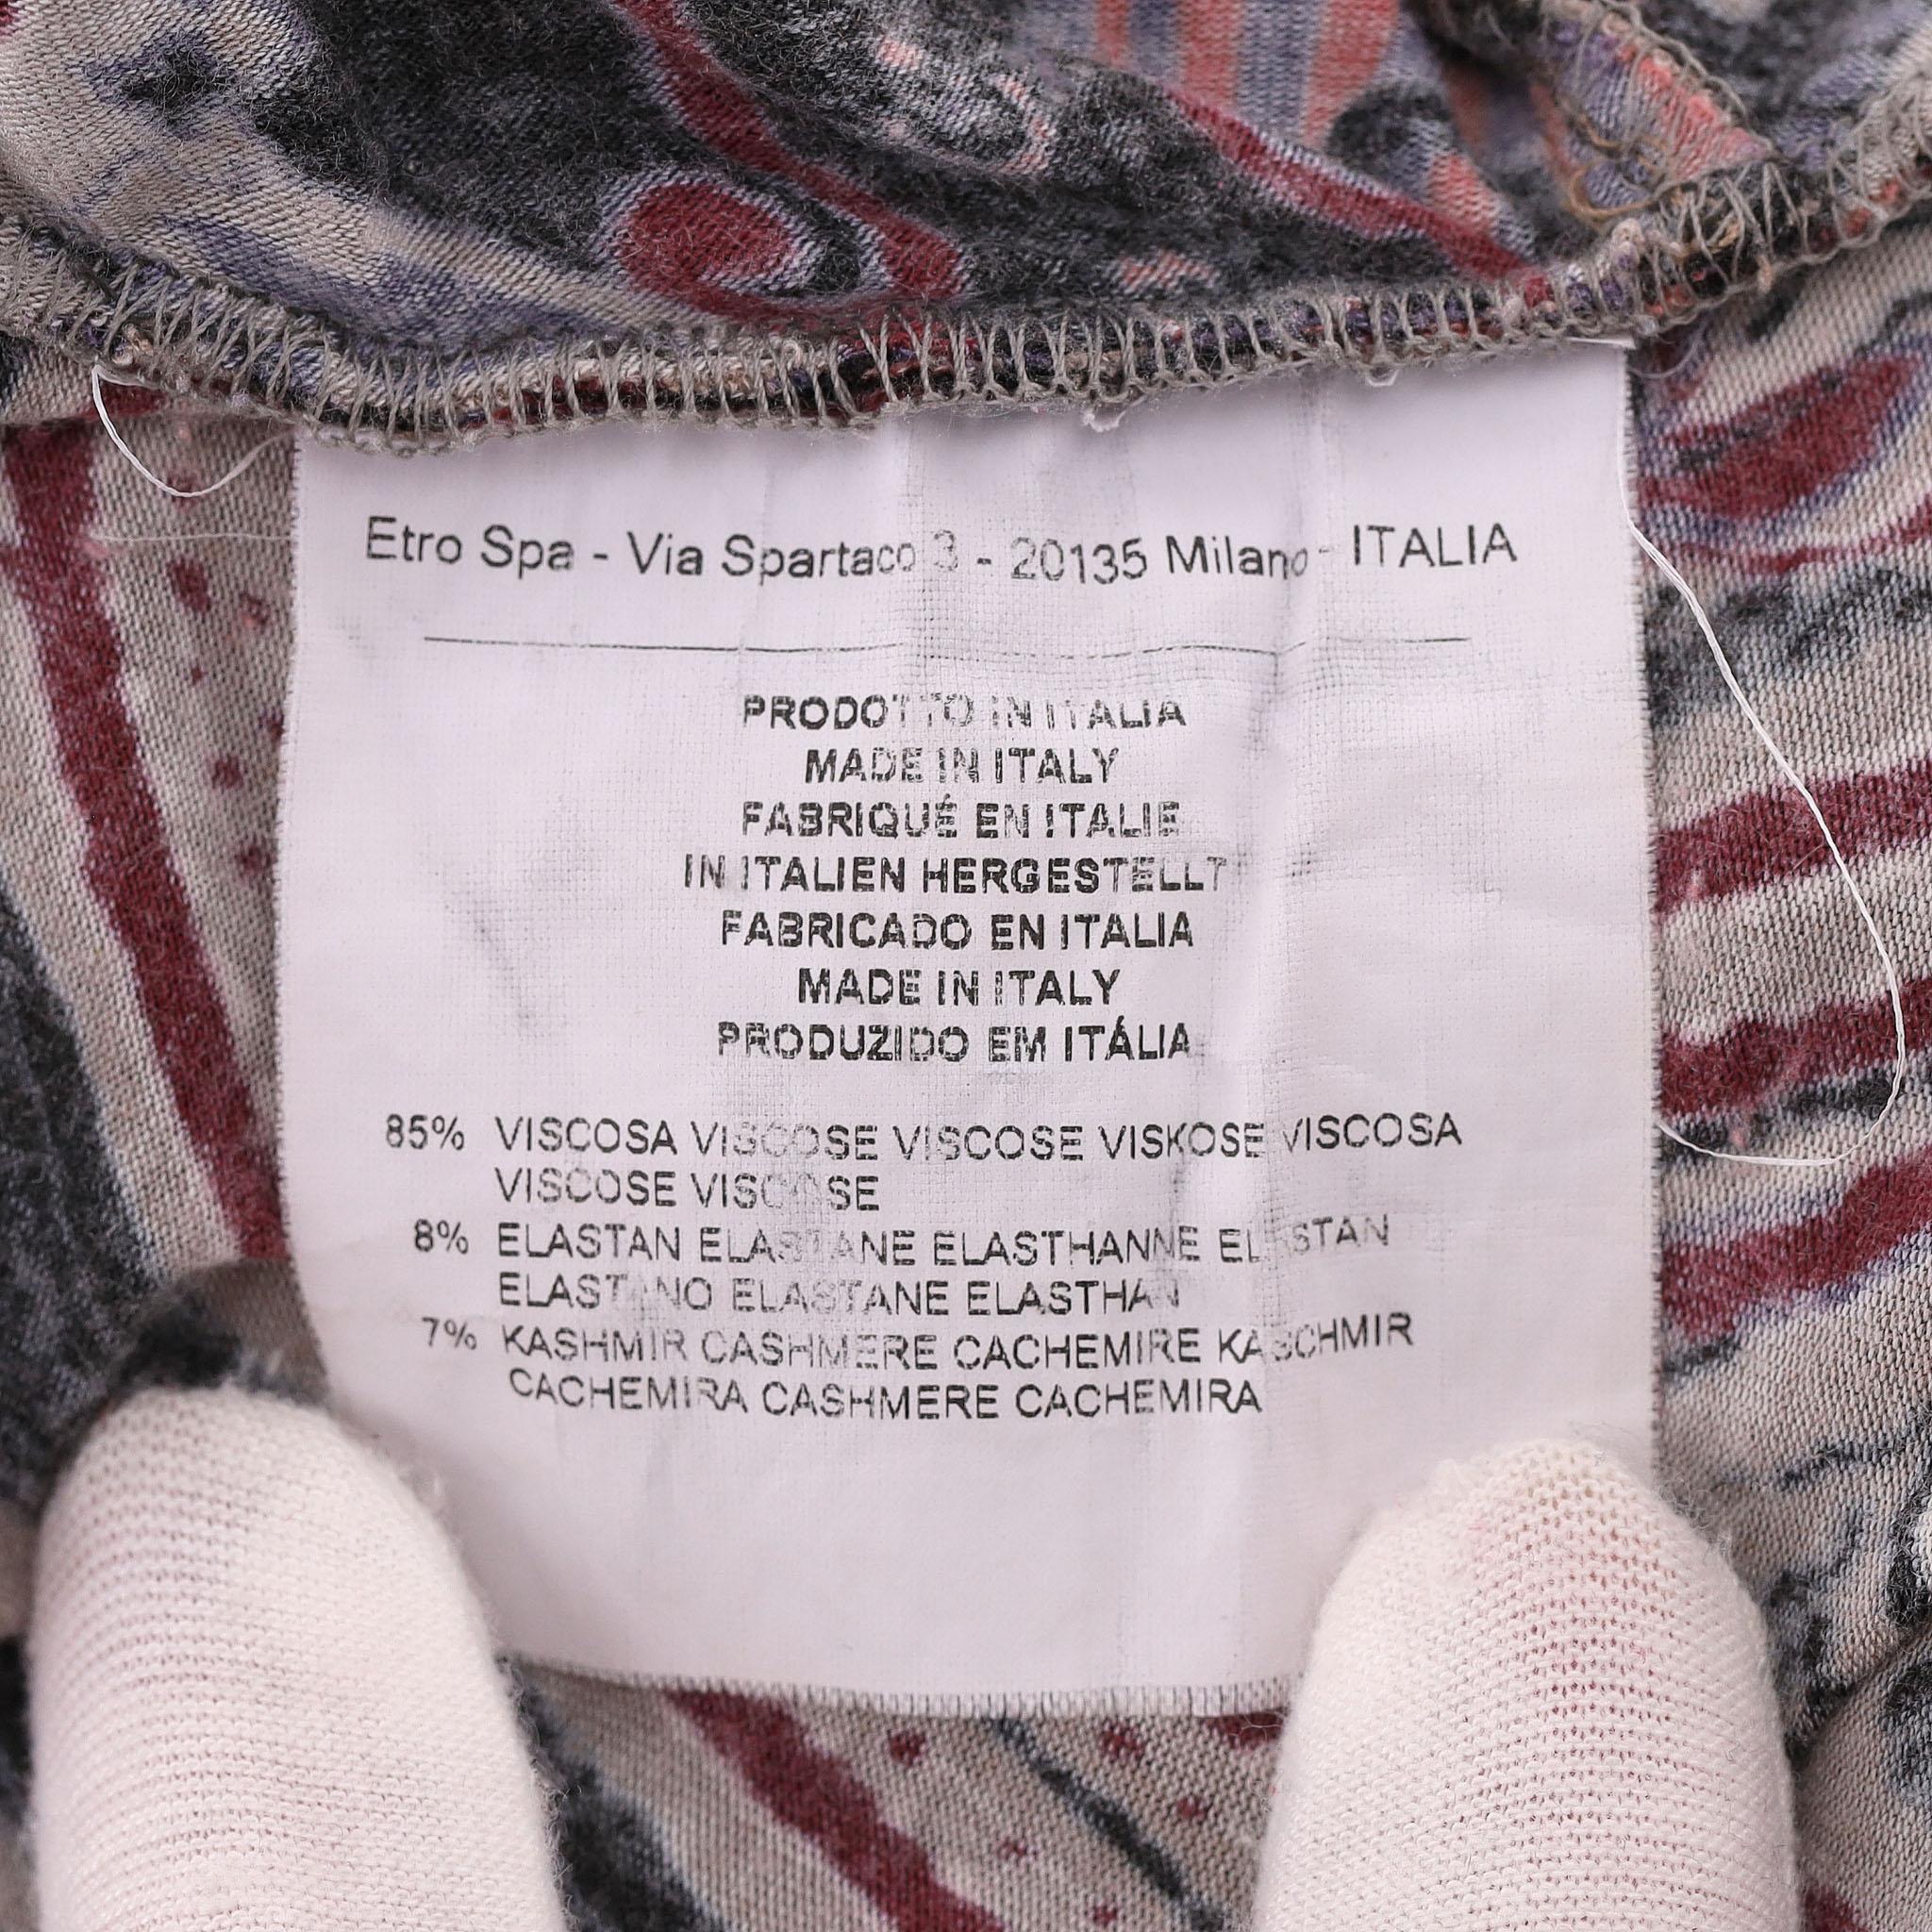 Etro Spa - Via Spartaco 3 - 20135 Milano - ITALIA
PRODOTTO IN ITALIA
MADE IN ITALY
FABRIQUÉ EN ITALIE
IN ITALIEN HERGESTELLT
FABRICADO EN ITALIA
MADE IN ITALY
PRODUZIDO EM ITÁLIA
85% VISCOSA VISCOSE VISCOSE VISKOSE VISCOSA
VISCOSE VISCOSE
8% ELASTAN ELASTANE ELASTHANNE ELASTAN
ELASTANO ELASTANE ELASTHAN
7% KASHMIR CASHMERE CACHEMIRE KASCHMIR
CACHEMIRA CASHMERE CACHEMIRA